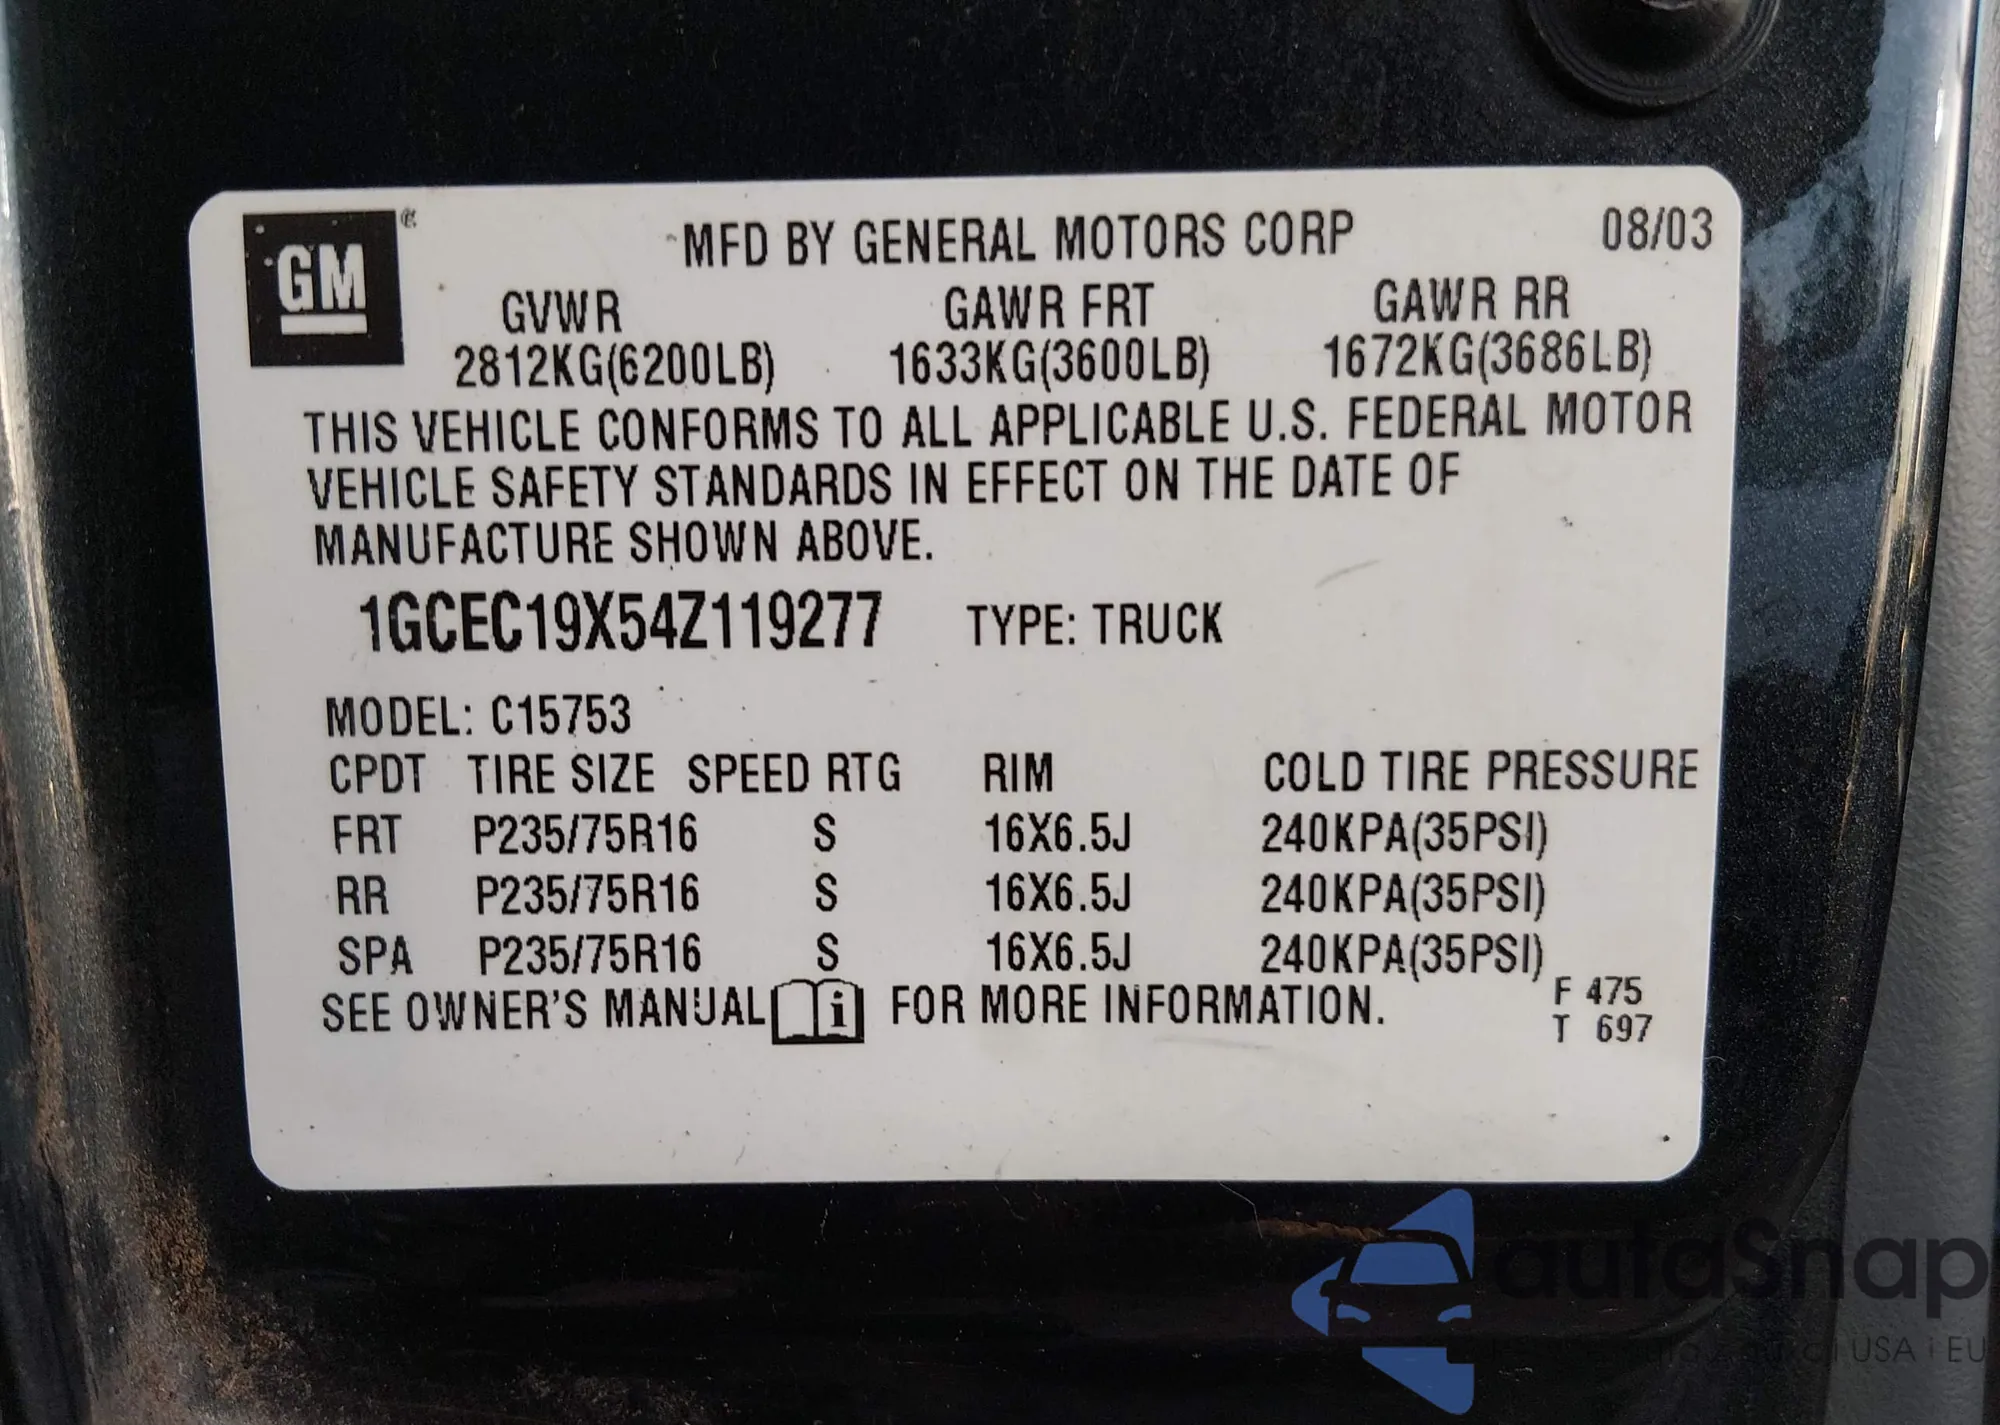 GM
MFD BY GENERAL MOTORS CORP 08/03
GVWR GAWR FRT GAWR RR
2812KG(6200LB) 1633KG(3600LB) 1672KG(3686LB)
THIS VEHICLE CONFORMS TO ALL APPLICABLE U.S. FEDERAL MOTOR
VEHICLE SAFETY STANDARDS IN EFFECT ON THE DATE OF
MANUFACTURE SHOWN ABOVE.
1GCEC19X54Z119277 TYPE: TRUCK
MODEL: C15753
CPDT TIRE SIZE SPEED RTG RIM COLD TIRE PRESSURE
FRT P235/75R16 S 16X6.5J 240KPA(35PSI)
RR P235/75R16 S 16X6.5J 240KPA(35PSI)
SPA P235/75R16 S 16X6.5J 240KPA(35PSI)
SEE OWNER'S MANUAL i FOR MORE INFORMATION.
F 475
T 697
autaSnap
USA i EU